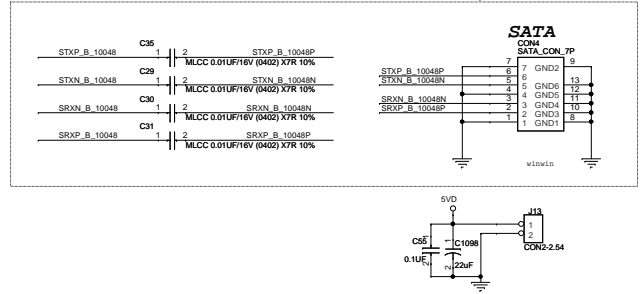 SATA
C35
STXP_B_10048 1 2 STXP_B_10048P
MLCC 0.01UF/16V (0402) X7R 10%
C29
STXN_B_10048 1 2 STXN_B_10048N
MLCC 0.01UF/16V (0402) X7R 10%
C30
SRXN_B_10048 1 2 SRXN_B_10048N
MLCC 0.01UF/16V (0402) X7R 10%
C31
SRXP_B_10048 1 2 SRXP_B_10048P
MLCC 0.01UF/16V (0402) X7R 10%
CON4
SATA_CON_7P
7 7 GND2 9
STXP_B_10048P 6 6
STXN_B_10048N 5 5 GND6 13
4 4 GND5 12
SRXN_B_10048N 3 3 GND4 11
SRXP_B_10048P 2 2 GND3 10
1 1 GND1 8
winwin
5VD
J13
1
2
CON2-2.54
C55 1
0.1UF 2
1 C1098
2 22uF